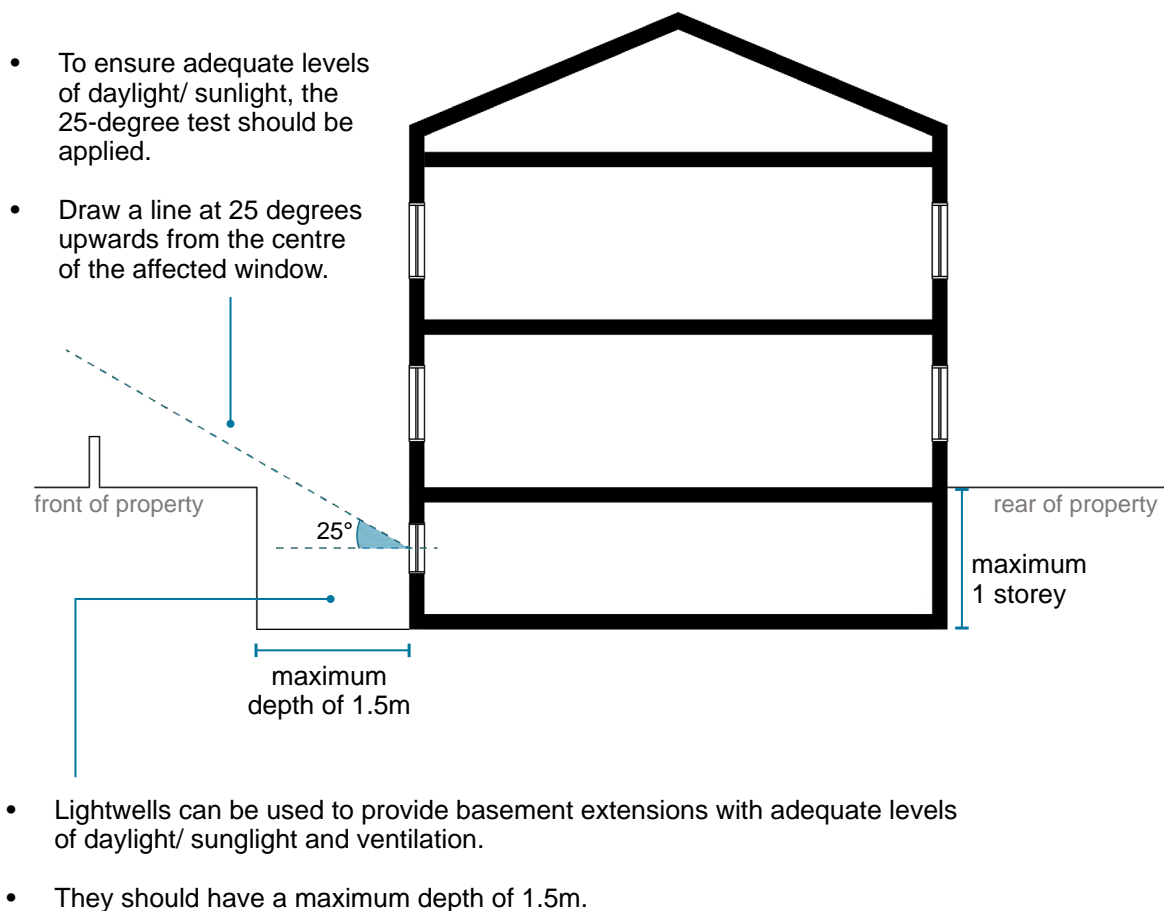 • To ensure adequate levels
of daylight/ sunlight, the
25-degree test should be
applied.
• Draw a line at 25 degrees
upwards from the centre
of the affected window.
front of property
rear of property
25°
maximum
1 storey
maximum
depth of 1.5m
• Lightwells can be used to provide basement extensions with adequate levels
of daylight/ sunglight and ventilation.
• They should have a maximum depth of 1.5m.